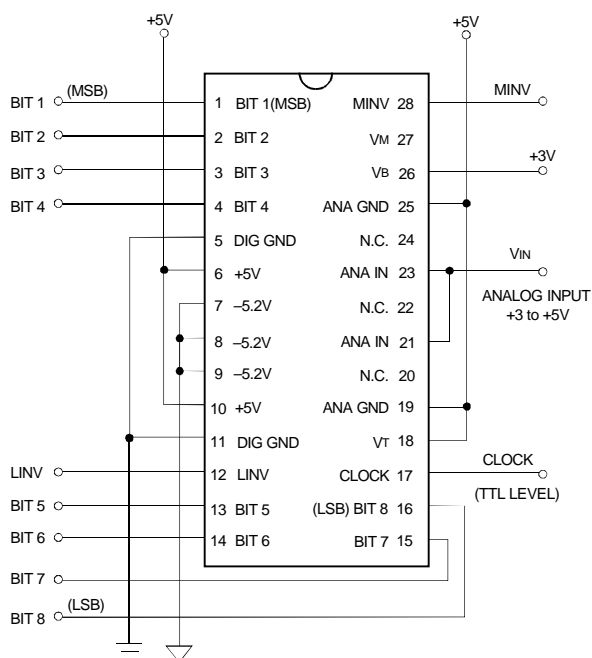 +5V
+5V
BIT 1 (MSB)
BIT 2
BIT 3
BIT 4
LINV
BIT 5
BIT 6
BIT 7
BIT 8 (LSB)
1 BIT 1(MSB)
2 BIT 2
3 BIT 3
4 BIT 4
5 DIG GND
6 +5V
7 –5.2V
8 –5.2V
9 –5.2V
10 +5V
11 DIG GND
12 LINV
13 BIT 5
14 BIT 6
MINV 28
VM 27
VB 26
ANA GND 25
N.C. 24
ANA IN 23
N.C. 22
ANA IN 21
N.C. 20
ANA GND 19
VT 18
CLOCK 17
(LSB) BIT 8 16
BIT 7 15
MINV
+3V
VIN
ANALOG INPUT
+3 to +5V
CLOCK
(TTL LEVEL)